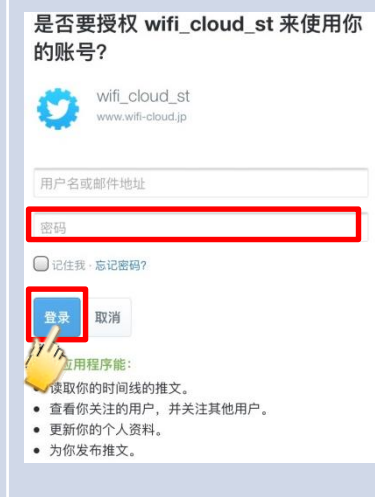 是否要授权 wifi_cloud_st 来使用你
的账号?
wifi_cloud_st
www.wifi-cloud.jp
用户名或邮件地址
密码
记住我 · 忘记密码?
登录 取消
应用程序能:
读取你的时间线的推文。
查看你关注的用户，并关注其他用户。
更新你的个人资料。
为你发布推文。